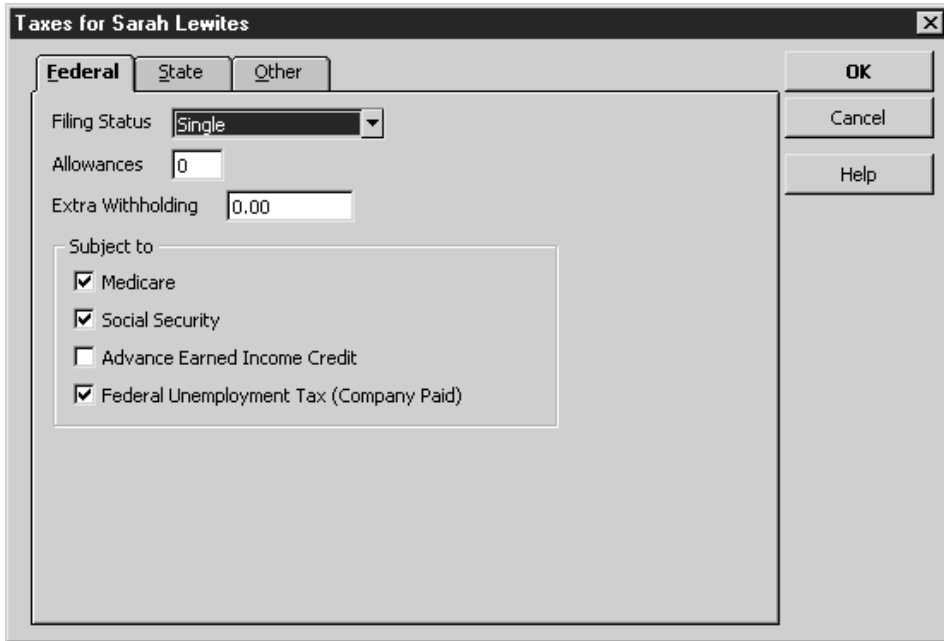 Taxes for Sarah Lewites
Federal State Other
OK
Filing Status Single
Cancel
Allowances 0
Help
Extra Withholding 0.00
Subject to
Medicare
Social Security
Advance Earned Income Credit
Federal Unemployment Tax (Company Paid)